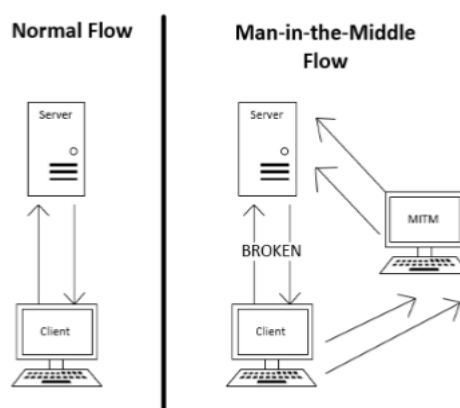 Normal Flow
Server
Client
Man-in-the-Middle
Flow
Server
MITM
BROKEN
Client